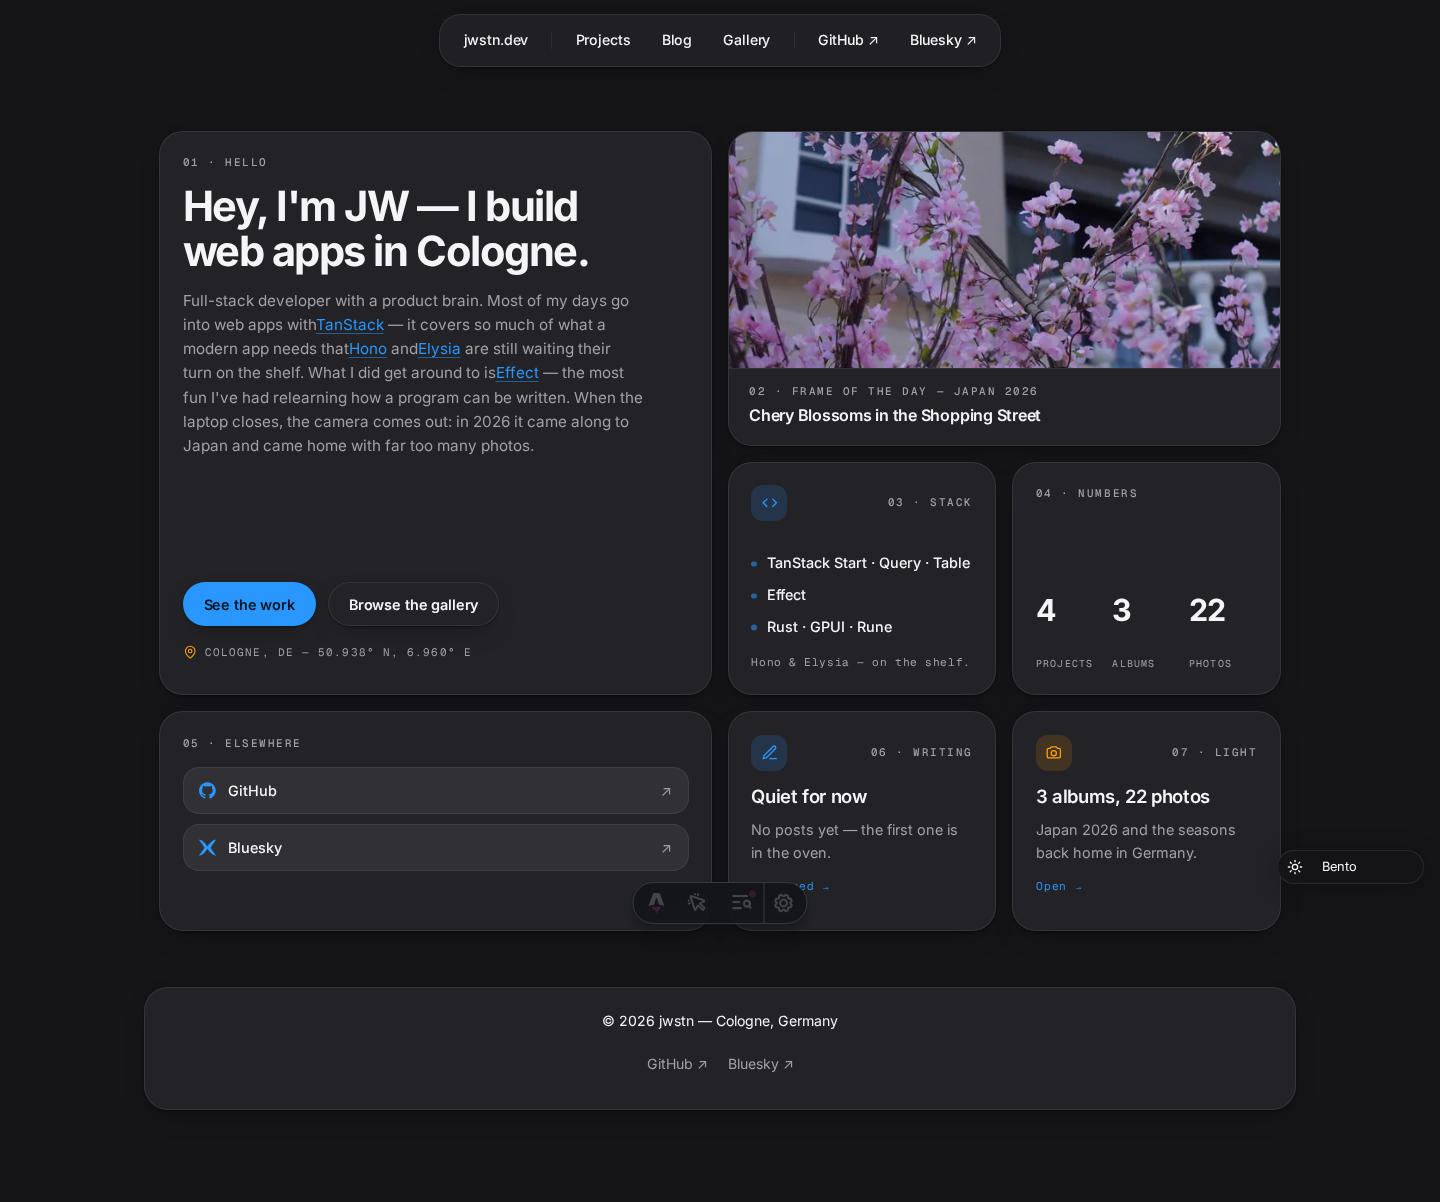 jwstn.dev Projects Blog Gallery GitHub ↗ Bluesky ↗
01 · HELLO
Hey, I'm JW — I build
web apps in Cologne.
Full-stack developer with a product brain. Most of my days go
into web apps withTanStack — it covers so much of what a
modern app needs thatHono andElysia are still waiting their
turn on the shelf. What I did get around to isEffect — the most
fun I've had relearning how a program can be written. When the
laptop closes, the camera comes out: in 2026 it came along to
Japan and came home with far too many photos.
See the work Browse the gallery
COLOGNE, DE — 50.938° N, 6.960° E
02 · FRAME OF THE DAY — JAPAN 2026
Chery Blossoms in the Shopping Street
03 · STACK
TanStack Start · Query · Table
Effect
Rust · GPUI · Rune
Hono & Elysia — on the shelf.
04 · NUMBERS
4 3 22
PROJECTS ALBUMS PHOTOS
05 · ELSEWHERE
GitHub ↗
Bluesky ↗
06 · WRITING
Quiet for now
No posts yet — the first one is
in the oven.
07 · LIGHT
3 albums, 22 photos
Japan 2026 and the seasons
back home in Germany.
Open →
Bento
© 2026 jwstn — Cologne, Germany
GitHub ↗ Bluesky ↗